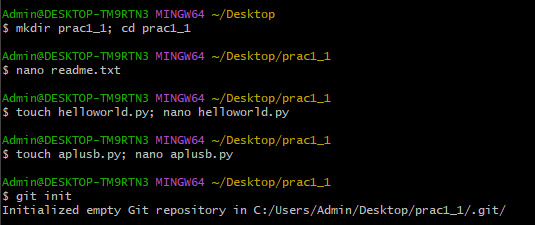 Admin@DESKTOP-TM9RTN3 MINGW64 ~/Desktop
$ mkdir prac1_1; cd prac1_1
Admin@DESKTOP-TM9RTN3 MINGW64 ~/Desktop/prac1_1
$ nano readme.txt
Admin@DESKTOP-TM9RTN3 MINGW64 ~/Desktop/prac1_1
$ touch helloworld.py; nano helloworld.py
Admin@DESKTOP-TM9RTN3 MINGW64 ~/Desktop/prac1_1
$ touch aplusb.py; nano aplusb.py
Admin@DESKTOP-TM9RTN3 MINGW64 ~/Desktop/prac1_1
$ git init
Initialized empty Git repository in C:/Users/Admin/Desktop/prac1_1/.git/